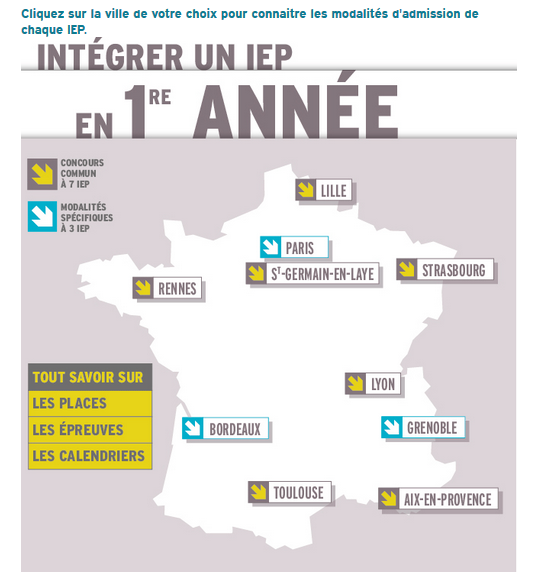 Cliquez sur la ville de votre choix pour connaitre les modalités d'admission de
chaque IEP.
INTÉGRER UN IEP
EN 1RE ANNÉE
CONCOURS
COMMUN
À 7 IEP
MODALITÉS
SPÉCIFIQUES
À 3 IEP
LILLE
PARIS
ST-GERMAIN-EN-LAYE
STRASBOURG
RENNES
TOUT SAVOIR SUR
LES PLACES
LES ÉPREUVES
LES CALENDRIERS
LYON
BORDEAUX
GRENOBLE
TOULOUSE
AIX-EN-PROVENCE